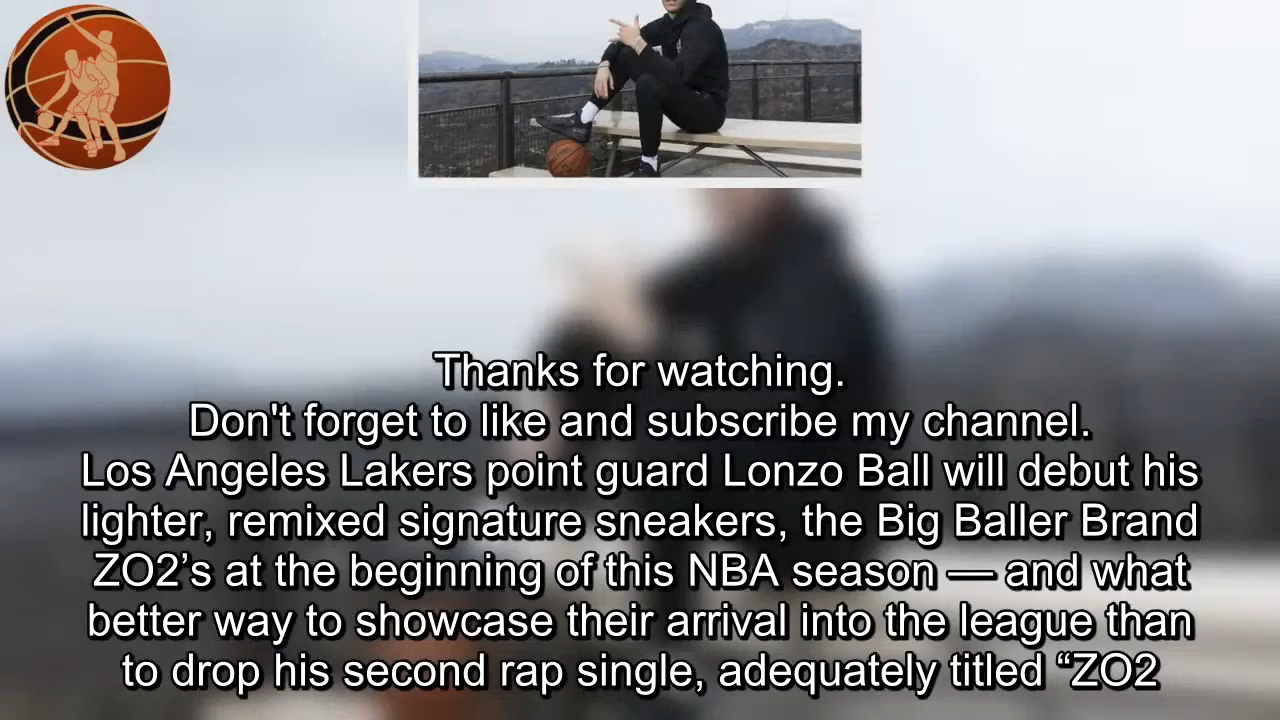 Thanks for watching.
Don't forget to like and subscribe my channel.
Los Angeles Lakers point guard Lonzo Ball will debut his
lighter, remixed signature sneakers, the Big Baller Brand
ZO2’s at the beginning of this NBA season — and what
better way to showcase their arrival into the league than
to drop his second rap single, adequately titled “ZO2